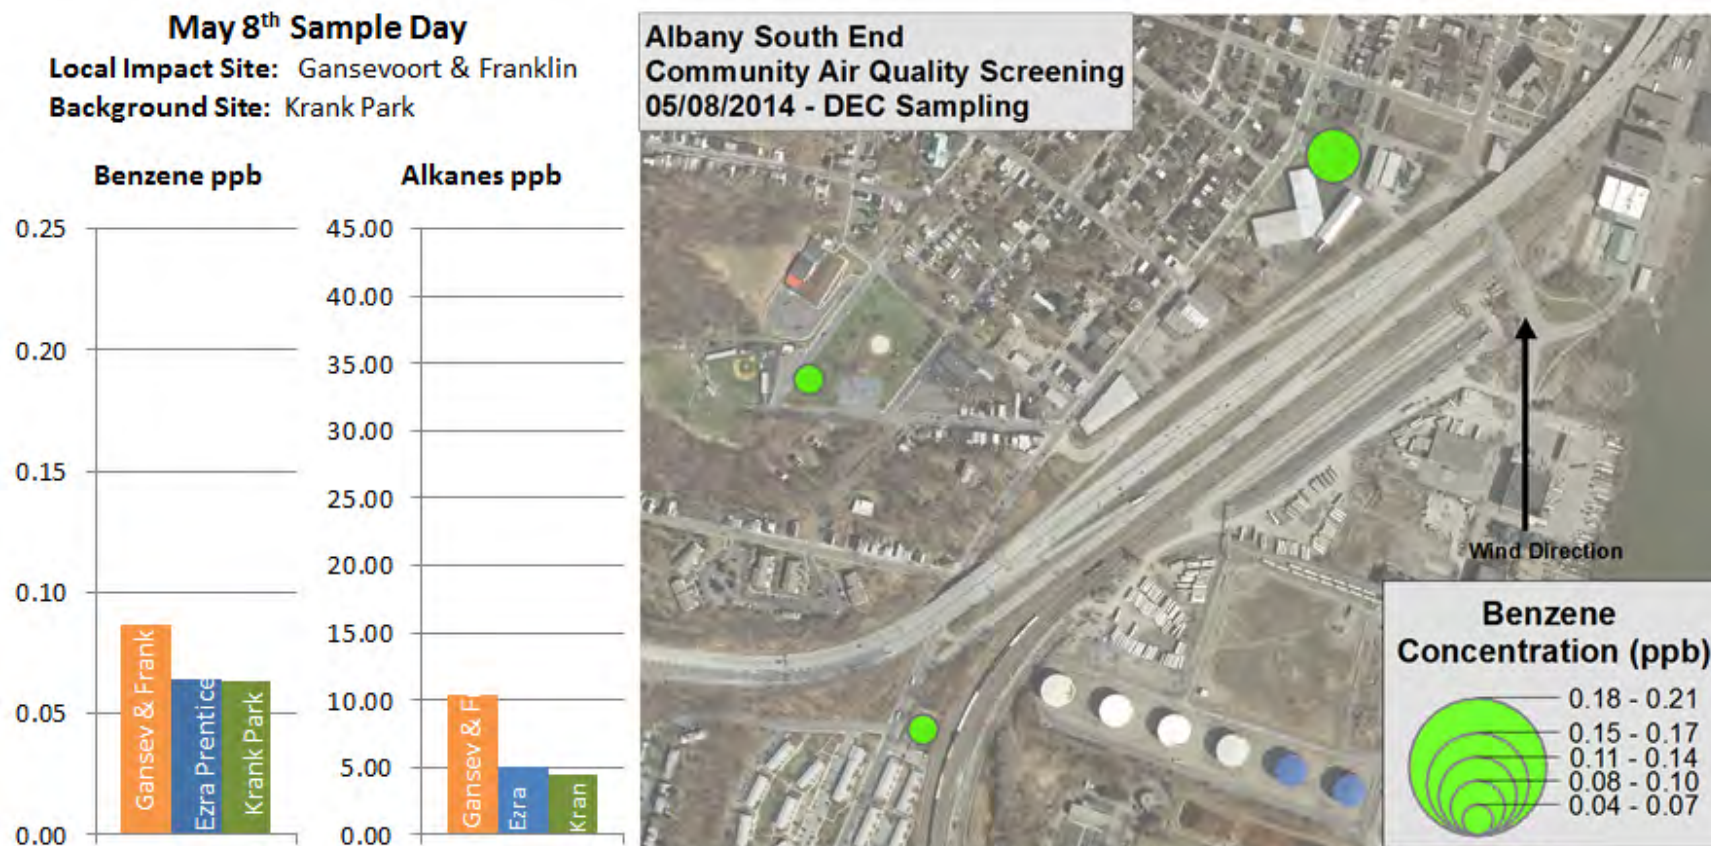 May 8th Sample Day
Local Impact Site: Gansevoort & Franklin
Background Site: Krank Park
Benzene ppb
0.25
0.20
0.15
0.10
0.05
0.00
Gansev & Frank
Ezra Prentice
Krank Park
Alkanes ppb
45.00
40.00
35.00
30.00
25.00
20.00
15.00
10.00
5.00
0.00
Gansev & F
Ezra
Kran
Albany South End
Community Air Quality Screening
05/08/2014 - DEC Sampling
Wind Direction
Benzene
Concentration (ppb)
0.18 - 0.21
0.15 - 0.17
0.11 - 0.14
0.08 - 0.10
0.04 - 0.07